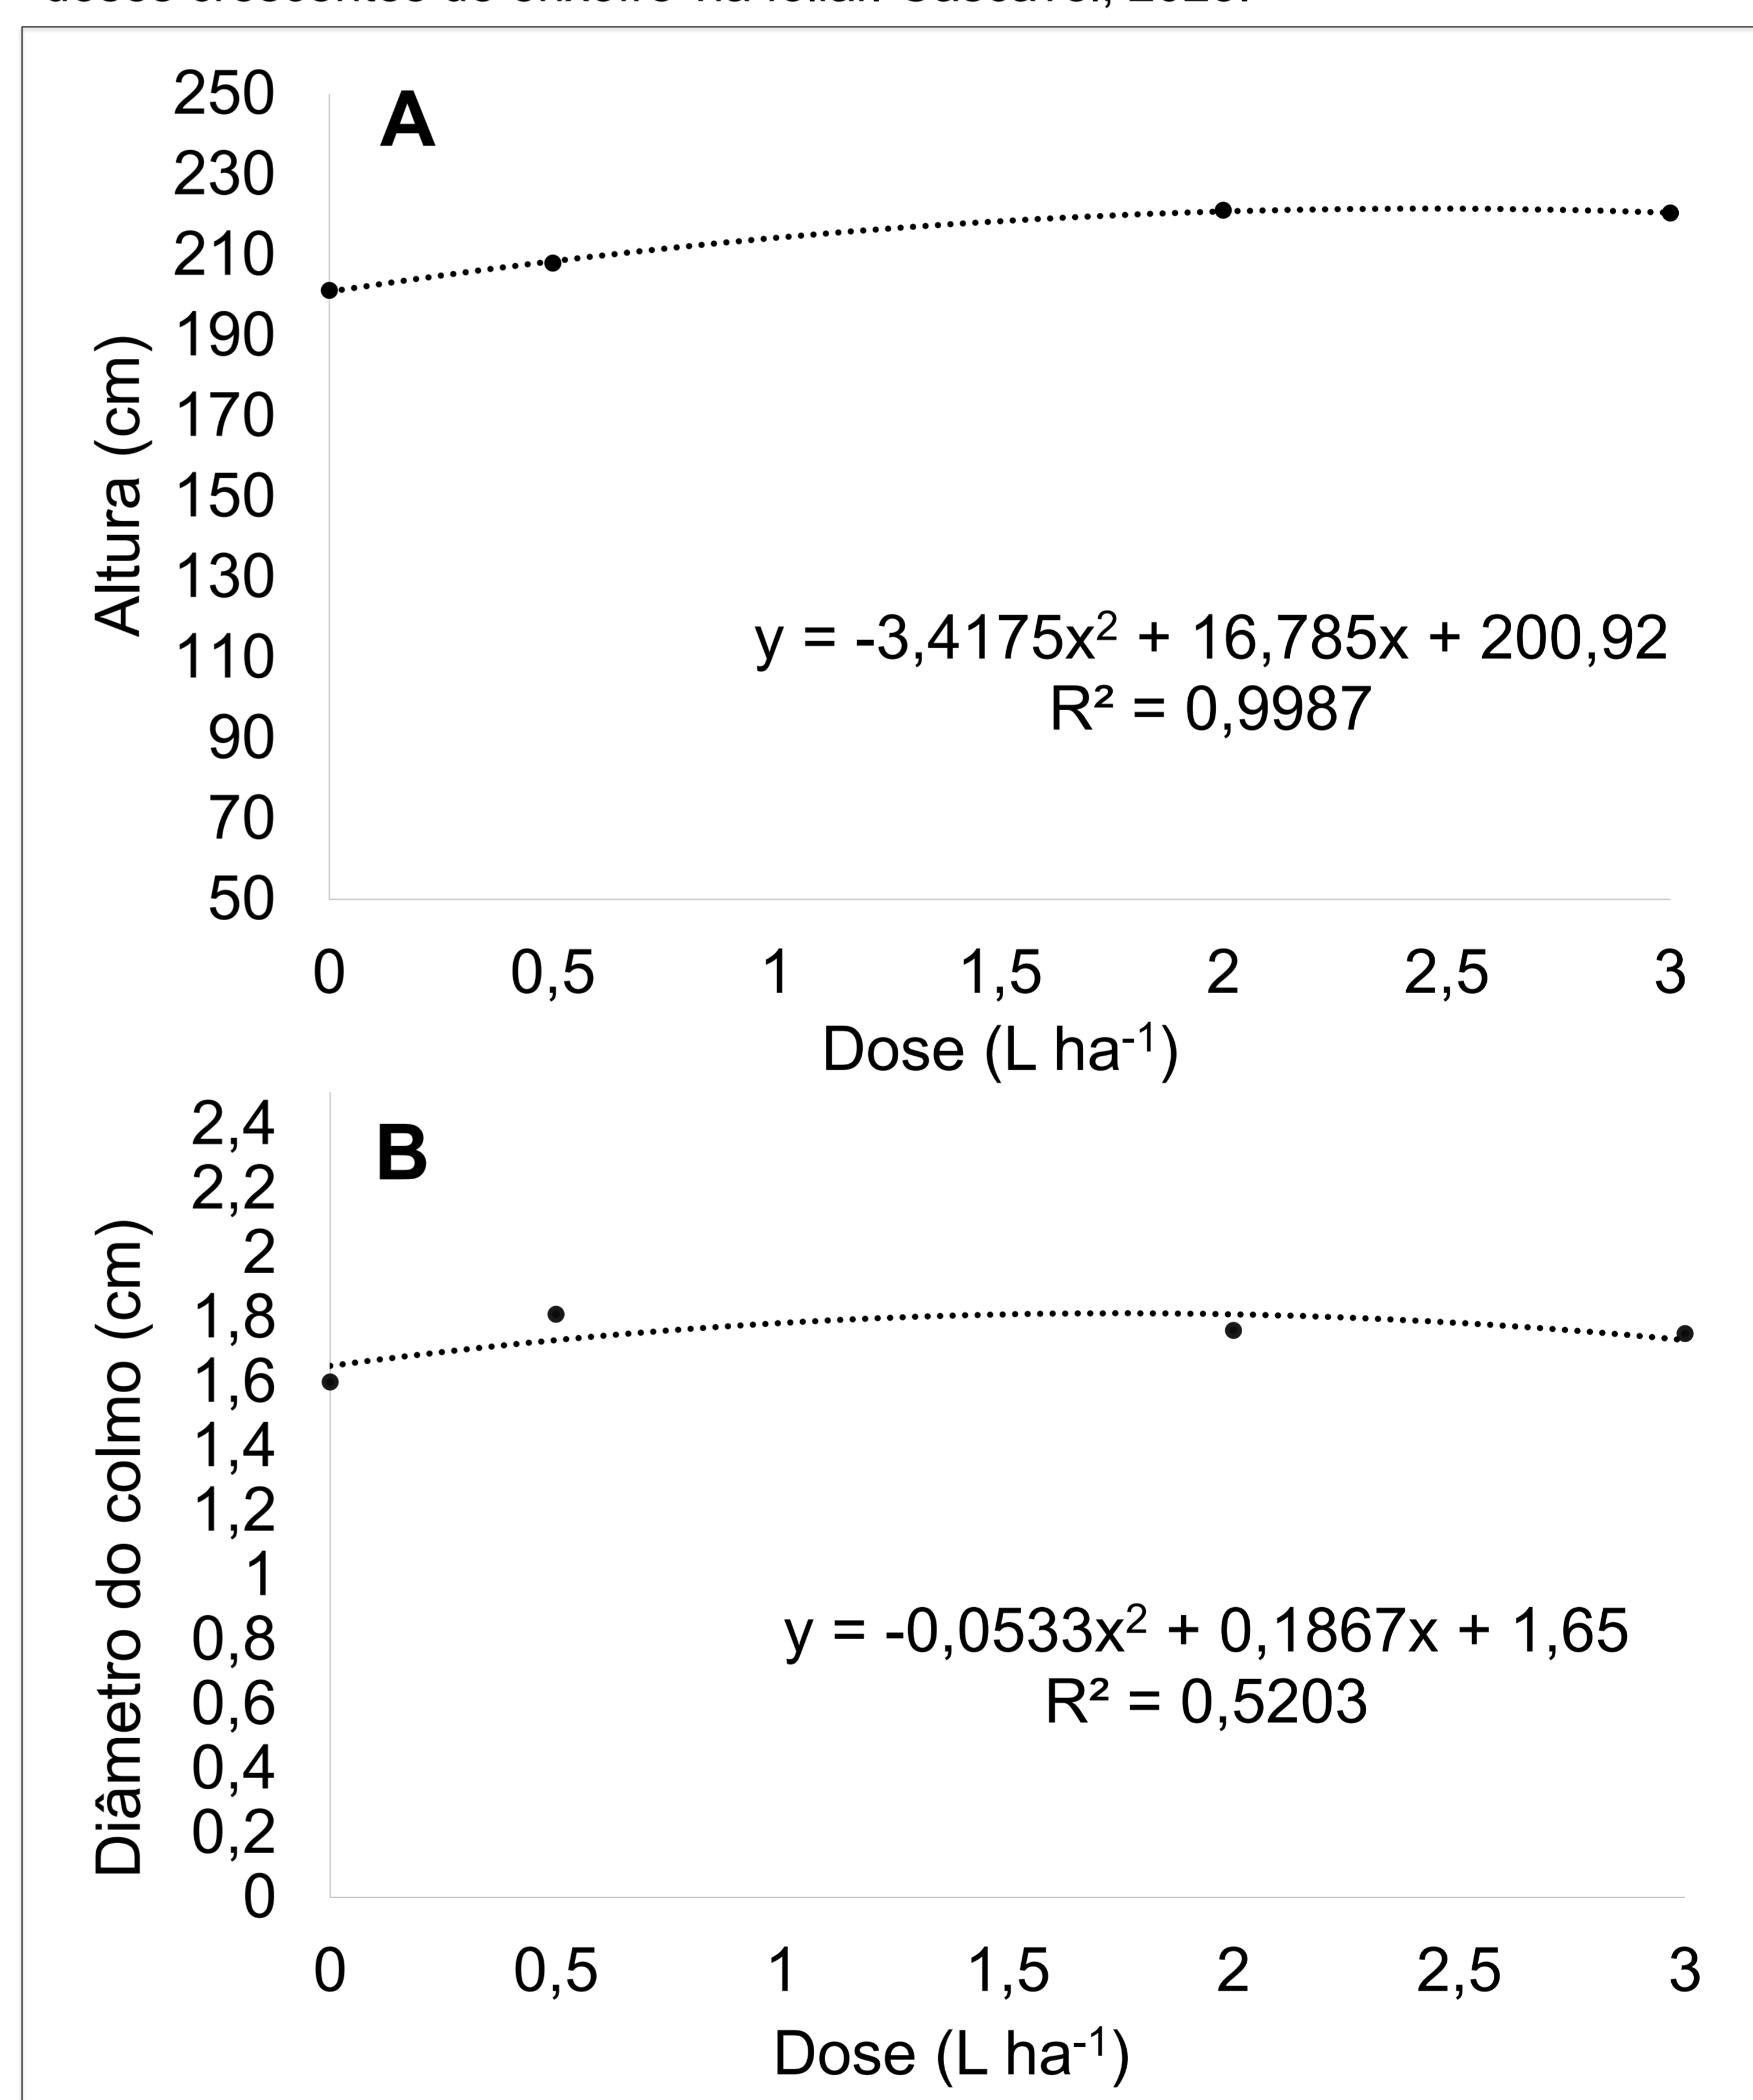 250
A
230
210
190
170
150
130
110
90
70
50
Altura (cm)
y = -3,4175x² + 16,785x + 200,92
R² = 0,9987
0 0,5 1 1,5 2 2,5 3
Dose (L ha⁻¹)
2,4
B
2,2
2
1,8
1,6
1,4
1,2
1
0,8
0,6
0,4
0,2
0
Diâmetro do colmo (cm)
y = -0,0533x² + 0,1867x + 1,65
R² = 0,5203
0 0,5 1 1,5 2 2,5 3
Dose (L ha⁻¹)